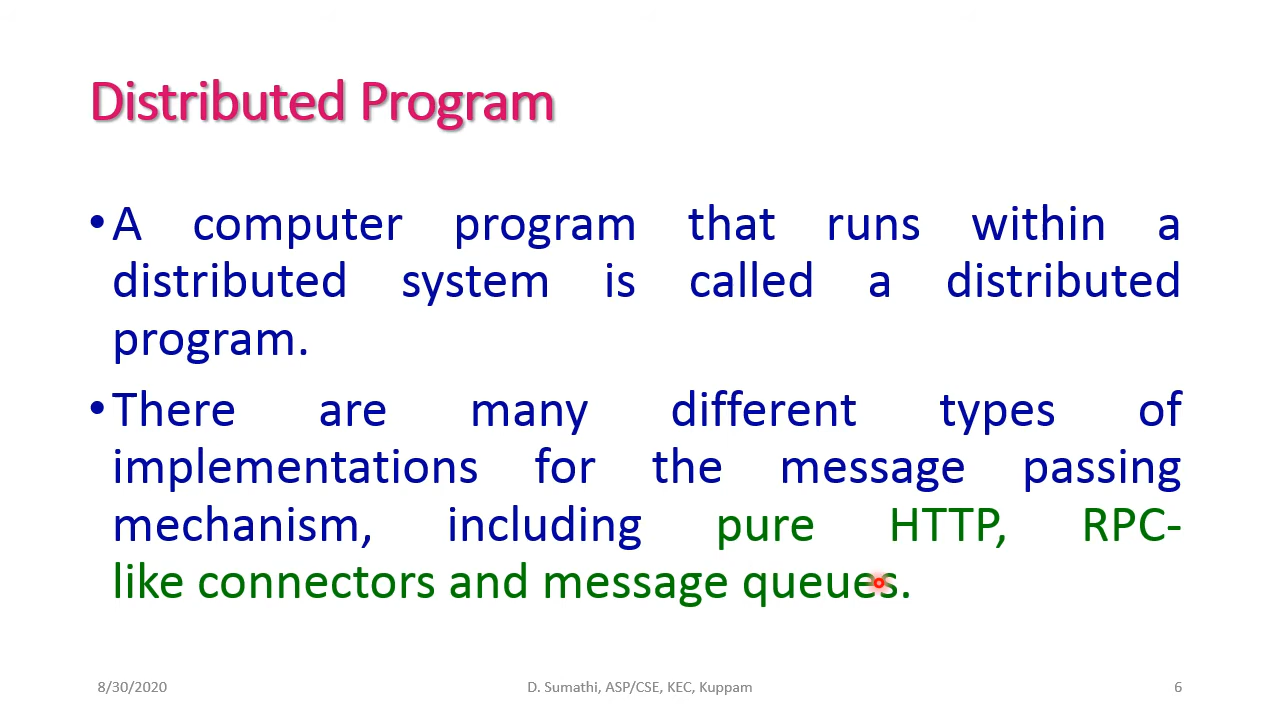 Distributed Program
•A computer program that runs within a
distributed system is called a distributed
program.
•There are many different types of
implementations for the message passing
mechanism, including pure HTTP, RPC-
like connectors and message queues.
8/30/2020 D. Sumathi, ASP/CSE, KEC, Kuppam 6